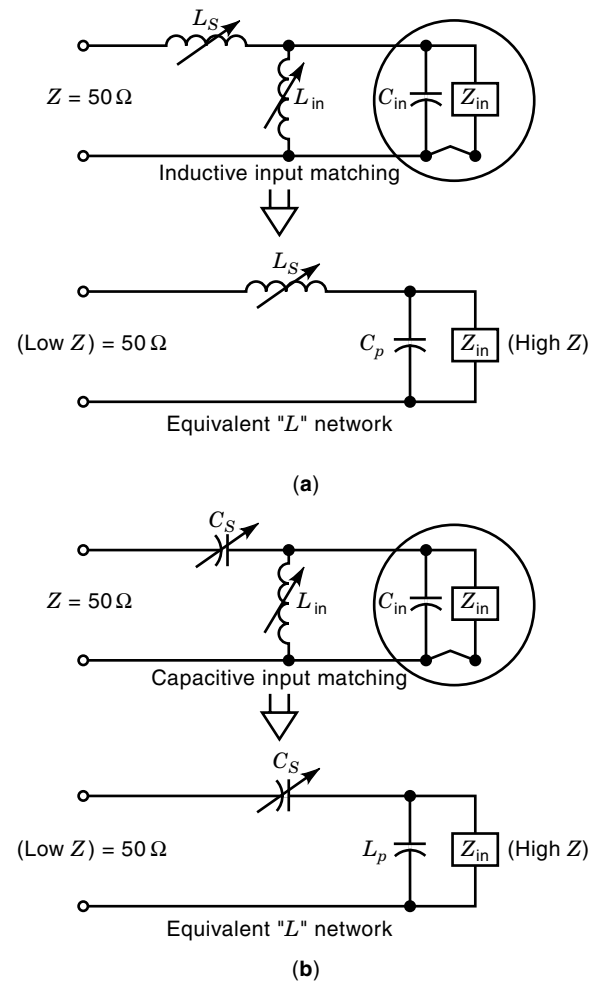 L_S
Z = 50 Ω
L_in
C_in
Z_in
Inductive input matching
L_S
(Low Z) = 50 Ω
C_p
Z_in
(High Z)
Equivalent "L" network
(a)
C_S
Z = 50 Ω
L_in
C_in
Z_in
Capacitive input matching
C_S
(Low Z) = 50 Ω
L_p
Z_in
(High Z)
Equivalent "L" network
(b)